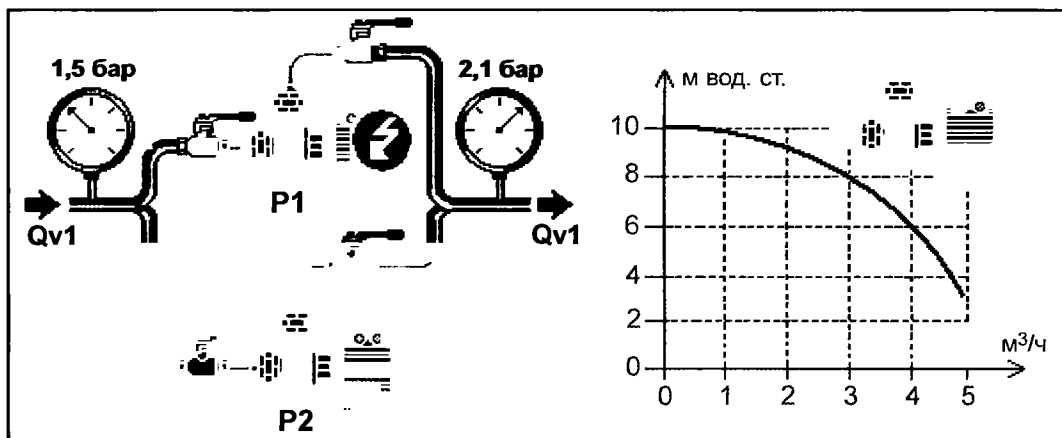 1,5 бар
2,1 бар
P1
Qv1
Qv1
P2
м вод. ст.
10
8
6
4
2
0
0 1 2 3 4 5
м³/ч